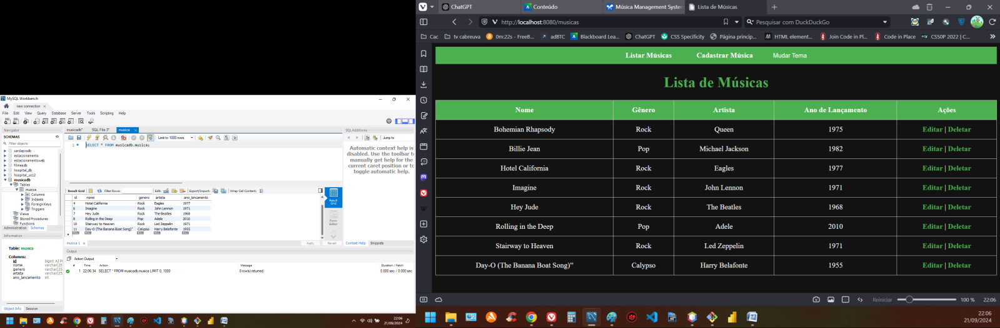 MySQL Workbench
new connection
File Edit View Query Database Server Tools Scripting Help
Navigator
SCHEMAS
Filter objects
cardapiodb
estacionamento
estacionamentoweb
filmesdb
hospital_db
hospital_uc12
musicadb
Tables
musica
Columns
Indexes
Foreign Keys
Triggers
Views
Stored Procedures
Functions
Administration Schemas
Information
Table: musica
Columns:
id bigint AI P
nome varchar(25
genero varchar(25
artista varchar(25
ano_lancamento int
Object Info Session
musicadb* SQL File 3* musica
Limit to 1000 rows
1 SELECT * FROM musicadb.musica;
Result Grid Filter Rows: Edit: Export/Import: Wrap Cell Content:
id nome genero artista ano_lancamento
4 Hotel California Rock Eagles 1977
6 Imagine Rock John Lennon 1971
7 Hey Jude Rock The Beatles 1968
8 Rolling in the Deep Pop Adele 2010
10 Stairway to Heaven Rock Led Zeppelin 1971
11 Day-O (The Banana Boat Song)" Calypso Harry Belafonte 1955
NULL NULL NULL NULL NULL
Result Grid
Form Editor
musica 1
Apply Revert
Output
Action Output
# Time Action Message Duration / Fetch
1 22:06:34 SELECT * FROM musicadb.musica LIMIT 0, 1000 8 row(s) returned 0.000 sec / 0.000 sec
SQLAdditions
Jump to
Automatic context help is
disabled. Use the toolbar to
manually get help for the
current caret position or to
toggle automatic help.
Context Help Snippets
22:06
21/09/2024
ChatGPT Conteúdo Música Management System Lista de Músicas
http://localhost:8080/musicas
Pesquisar com DuckDuckGo
Cac tv cabreuva 0m:22s - FreeB... adBTC Blackboard Lea... ChatGPT CSS Specificity Página princip... HTML element... Join Code in Pl... Code in Place CS50P 2022 | C...
Listar Músicas Cadastrar Música Mudar Tema
Lista de Músicas
Nome Gênero Artista Ano de Lançamento Ações
Bohemian Rhapsody Rock Queen 1975 Editar | Deletar
Billie Jean Pop Michael Jackson 1982 Editar | Deletar
Hotel California Rock Eagles 1977 Editar | Deletar
Imagine Rock John Lennon 1971 Editar | Deletar
Hey Jude Rock The Beatles 1968 Editar | Deletar
Rolling in the Deep Pop Adele 2010 Editar | Deletar
Stairway to Heaven Rock Led Zeppelin 1971 Editar | Deletar
Day-O (The Banana Boat Song)” Calypso Harry Belafonte 1955 Editar | Deletar
Reiniciar 100 % 22:06
22:06
21/09/2024